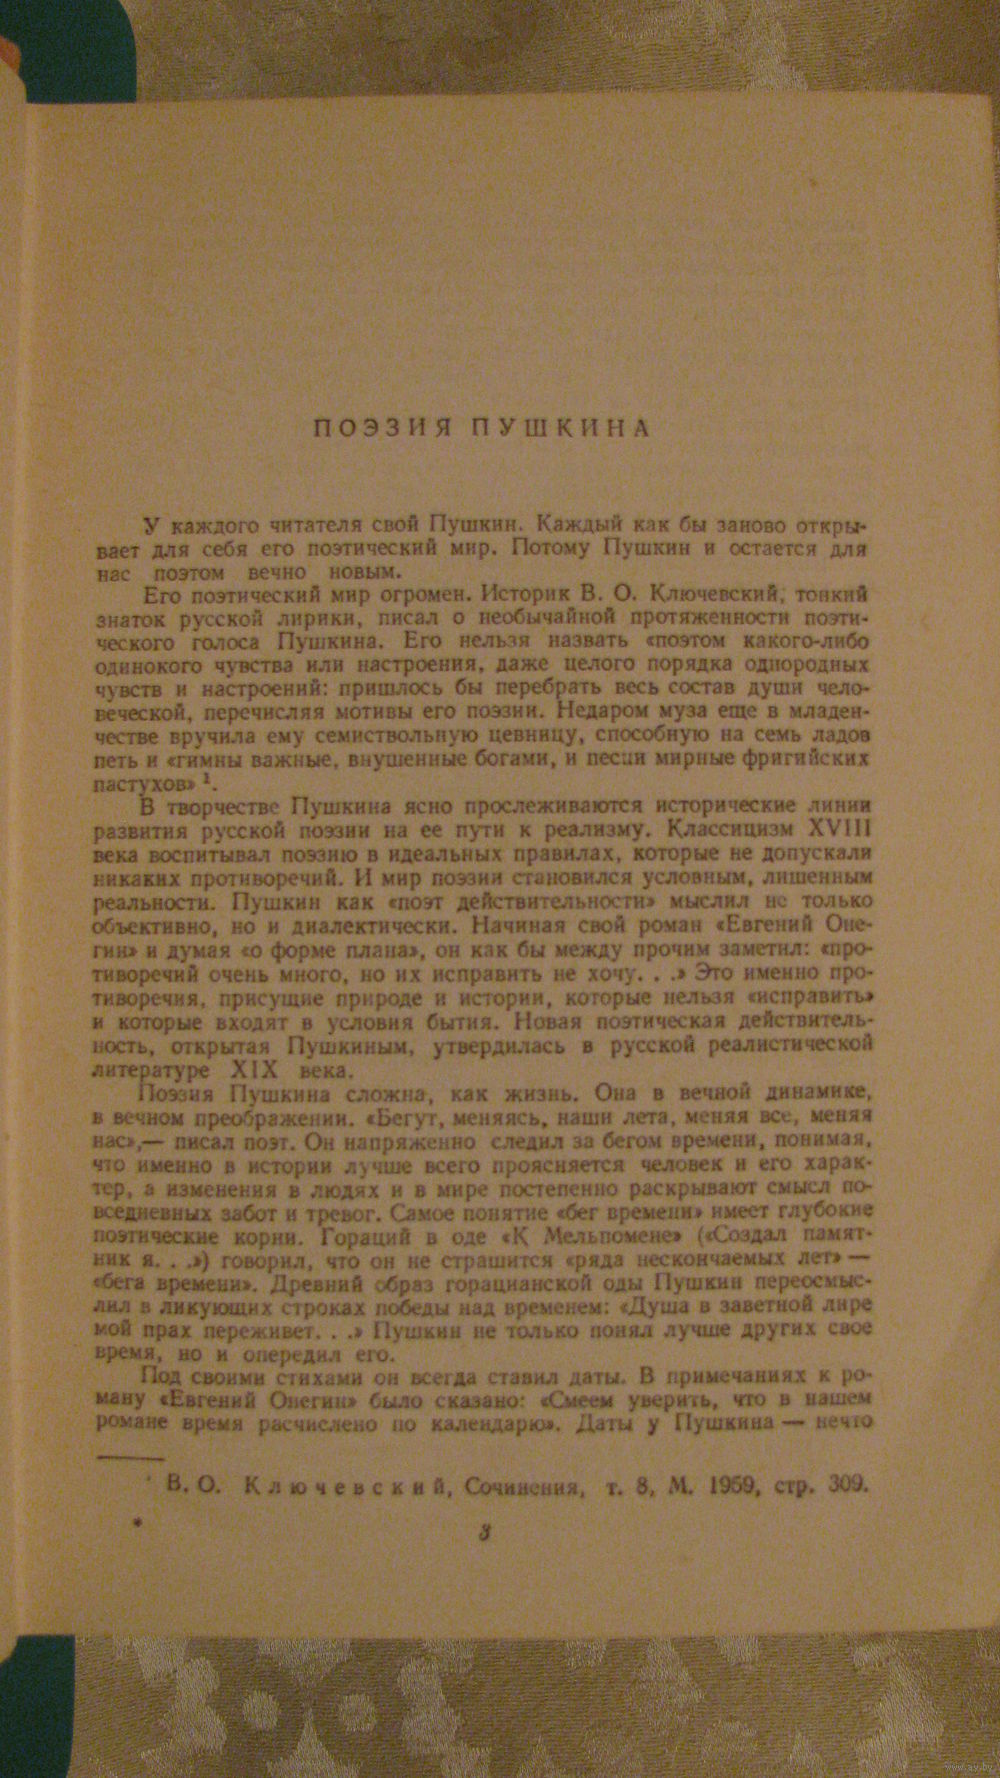 ПОЭЗИЯ ПУШКИНА
У каждого читателя свой Пушкин. Каждый как бы заново откры-
вает для себя его поэтический мир. Потому Пушкин и остается для
нас поэтом вечно новым.
Его поэтический мир огромен. Историк В. О. Ключевский, тонкий
знаток русской лирики, писал о необычайной протяженности поэти-
ческого голоса Пушкина. Его нельзя назвать «поэтом какого-либо
одинокого чувства или настроения, даже целого порядка однородных
чувств и настроений: пришлось бы перебрать весь состав души чело-
веческой, перечисляя мотивы его поэзии. Недаром муза еще в младен-
честве вручила ему семиствольную цевницу, способную на семь ладов
петь и «гимны важные, внушенные богами, и песни мирные фригийских
пастухов» ¹.
В творчестве Пушкина ясно прослеживаются исторические линии
развития русской поэзии на ее пути к реализму. Классицизм XVIII
века воспитывал поэзию в идеальных правилах, которые не допускали
никаких противоречий. И мир поэзии становился условным, лишенным
реальности. Пушкин как «поэт действительности» мыслил не только
объективно, но и диалектически. Начиная свой роман «Евгений Оне-
гин» и думая «о форме плана», он как бы между прочим заметил: «про-
тиворечий очень много, но их исправить не хочу. . .» Это именно про-
тиворечия, присущие природе и истории, которые нельзя «исправить»
и которые входят в условия бытия. Новая поэтическая действитель-
ность, открытая Пушкиным, утвердилась в русской реалистической
литературе XIX века.
Поэзия Пушкина сложна, как жизнь. Она в вечной динамике,
в вечном преображении. «Бегут, меняясь, наши лета, меняя все, меняя
нас»,— писал поэт. Он напряженно следил за бегом времени, понимая,
что именно в истории лучше всего проясняется человек и его харак-
тер, а изменения в людях и в мире постепенно раскрывают смысл по-
вседневных забот и тревог. Самое понятие «бег времени» имеет глубокие
поэтические корни. Гораций в оде «К Мельпомене» («Создал памят-
ник я. . .») говорил, что он не страшится «ряда нескончаемых лет» —
«бега времени». Древний образ горацианской оды Пушкин переосмыс-
лил в ликующих строках победы над временем: «Душа в заветной лире
мой прах переживет. . .» Пушкин не только понял лучше других свое
время, но и опередил его.
Под своими стихами он всегда ставил даты. В примечаниях к ро-
ману «Евгений Онегин» было сказано: «Смеем уверить, что в нашем
романе время расчислено по календарю». Даты у Пушкина — нечто
¹ В. О. Ключевский, Сочинения, т. 8, М. 1959, стр. 309.
*
3
www.ay.by